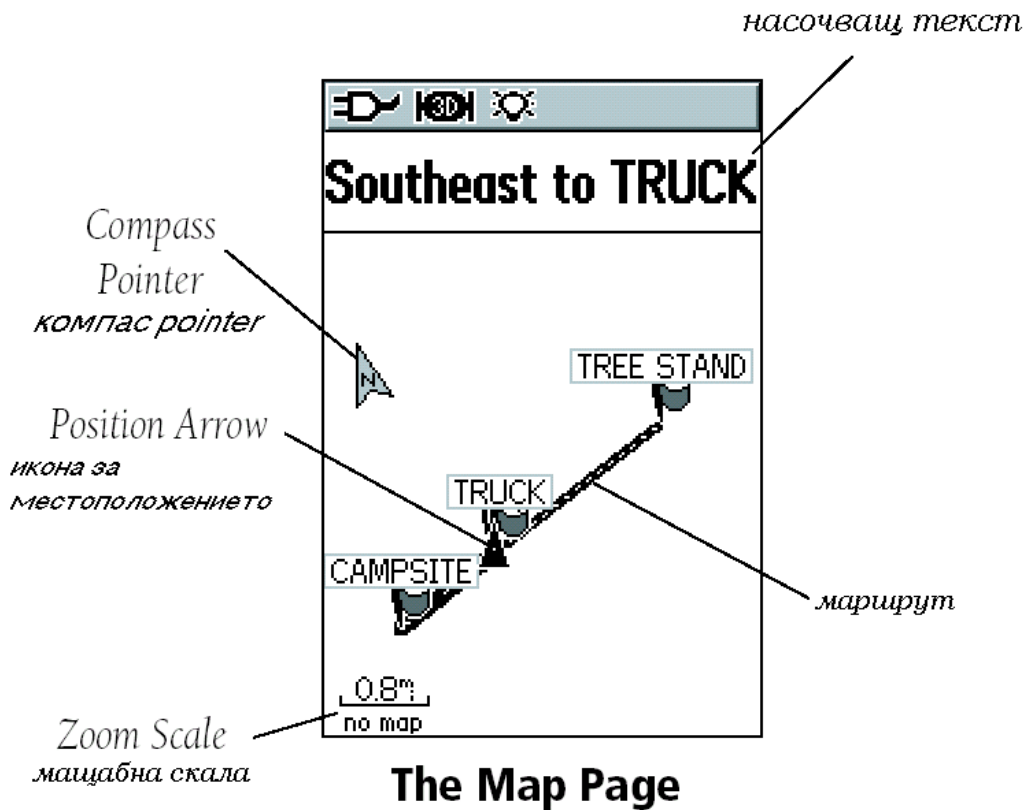 насочващ текст
3D
Southeast to TRUCK
Compass
Pointer
компас pointer
N
TREE STAND
Position Arrow
икона за
местоположението
TRUCK
CAMPSITE
маршрут
0.8m
no map
Zoom Scale
мащабна скала
The Map Page